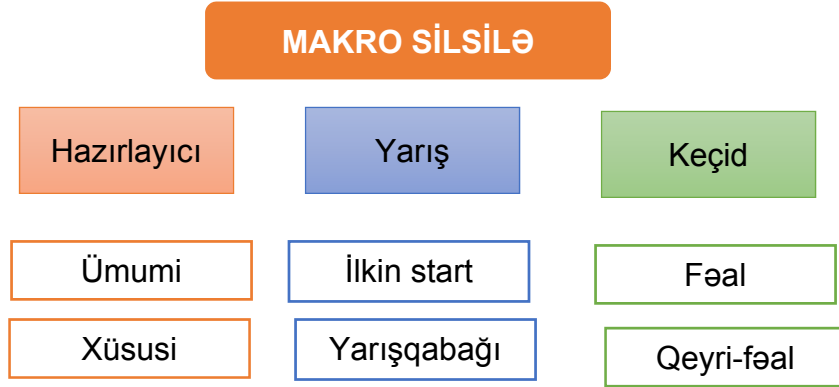 MAKRO SİLSİLƏ
Hazırlayıcı
Yarış
Keçid
Ümumi
İlkin start
Fəal
Xüsusi
Yarışqabağı
Qeyri-fəal